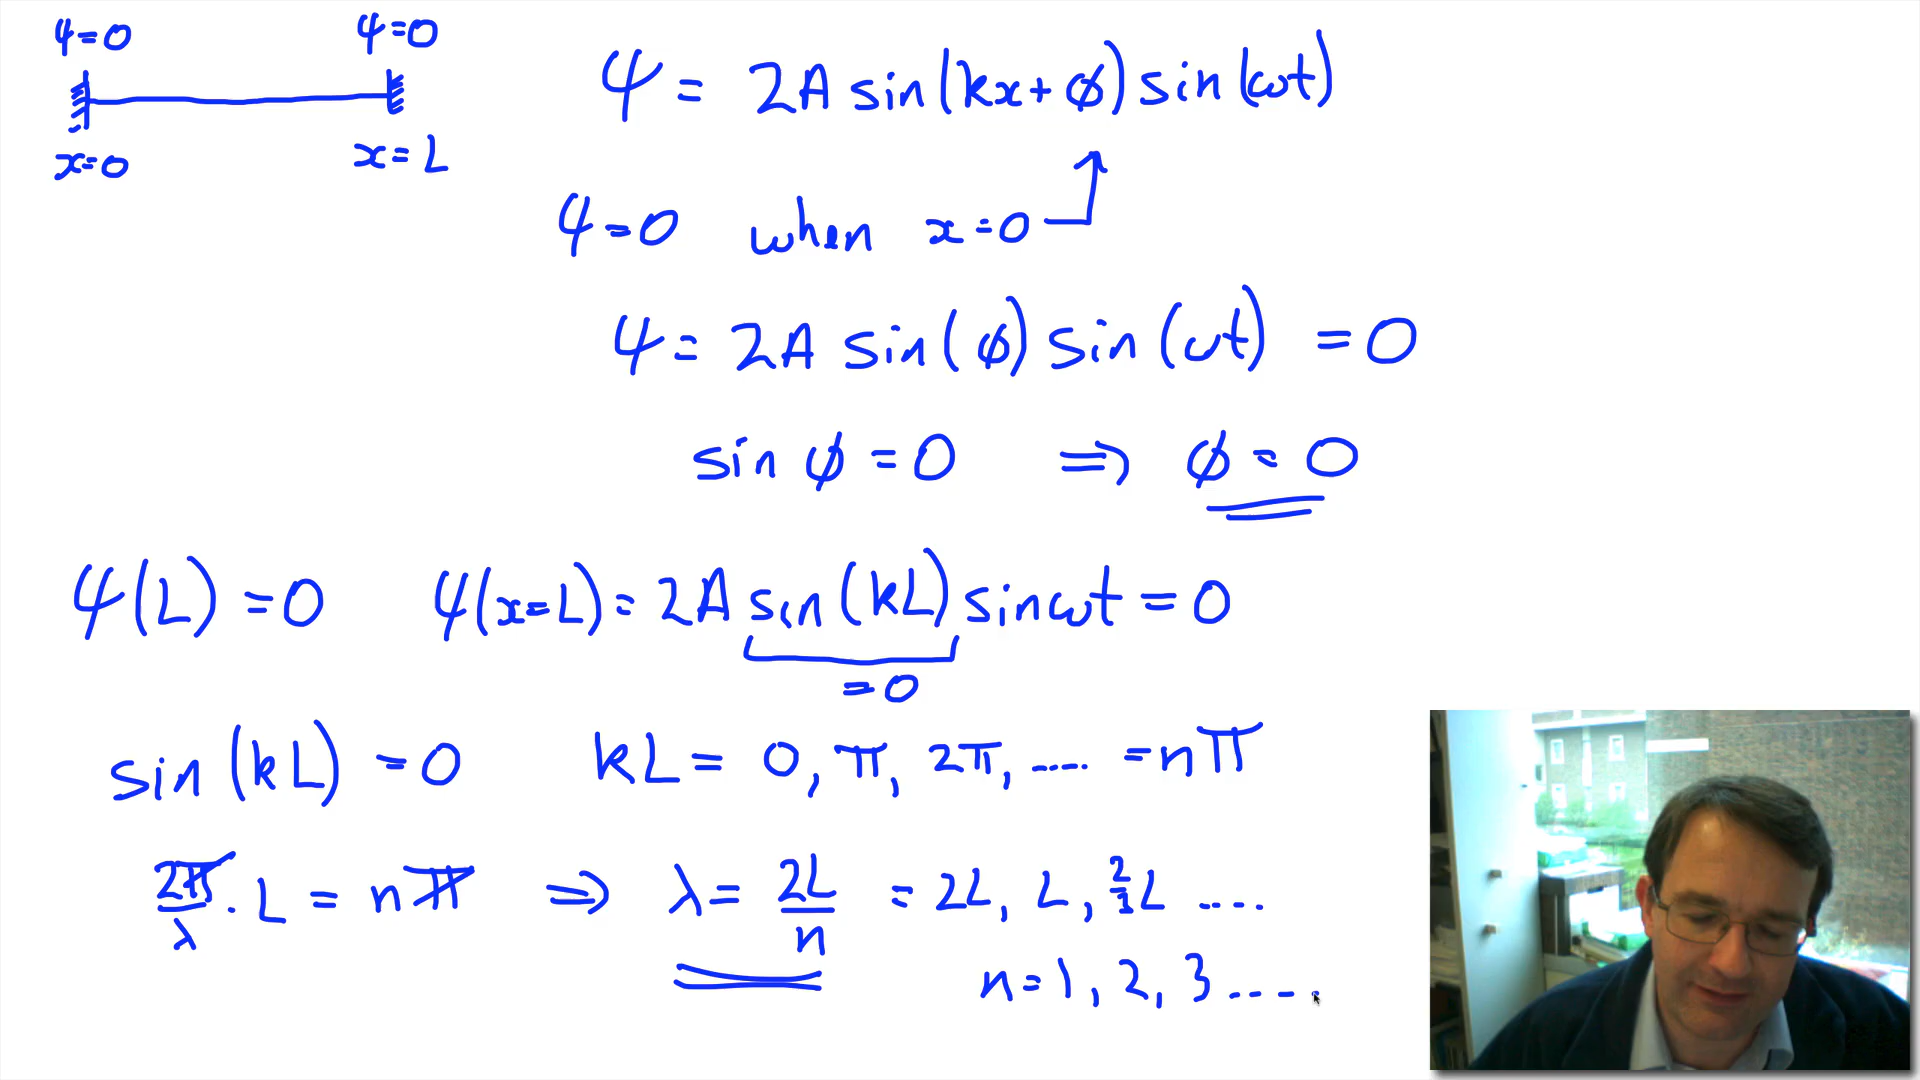 ψ=0 ψ=0
x=0 x=L
ψ = 2A sin(kx+φ) sin(ωt)
ψ=0 when x=0
ψ = 2A sin(φ) sin(ωt) = 0
sin φ = 0 ⇒ φ = 0
ψ(L) = 0 ψ(x=L) = 2A sin(kL) sinωt = 0
= 0
sin(kL) = 0 kL = 0, π, 2π, .... = nπ
2π/λ . L = nπ ⇒ λ = 2L/n = 2L, L, 2/3 L ....
n = 1, 2, 3 ....